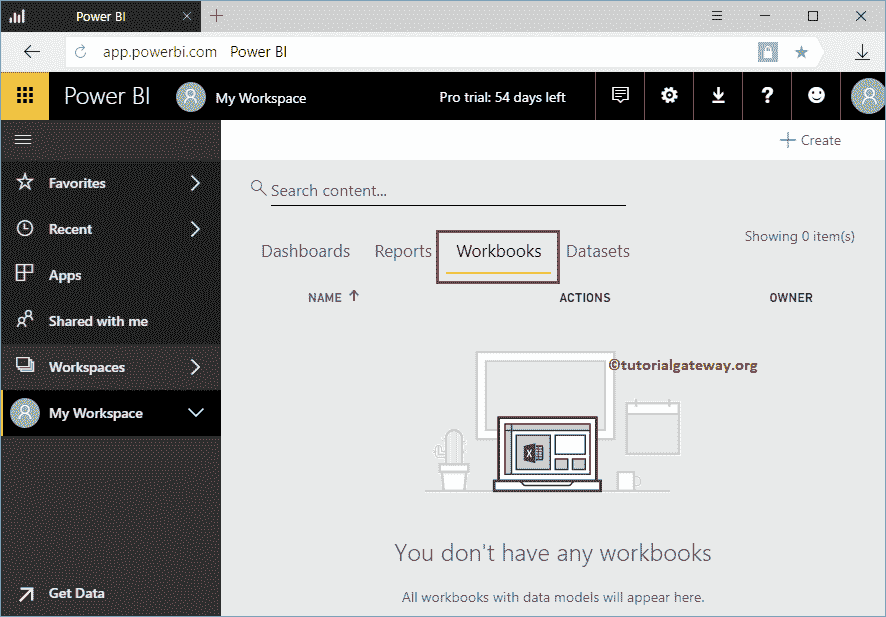 Power BI
app.powerbi.com Power BI
Power BI My Workspace Pro trial: 54 days left ?
Create
Favorites
Search content...
Recent
Showing 0 item(s)
Dashboards Reports Workbooks Datasets
Apps
NAME ACTIONS OWNER
Shared with me
Workspaces
©tutorialgateway.org
My Workspace
X
You don't have any workbooks
Get Data
All workbooks with data models will appear here.